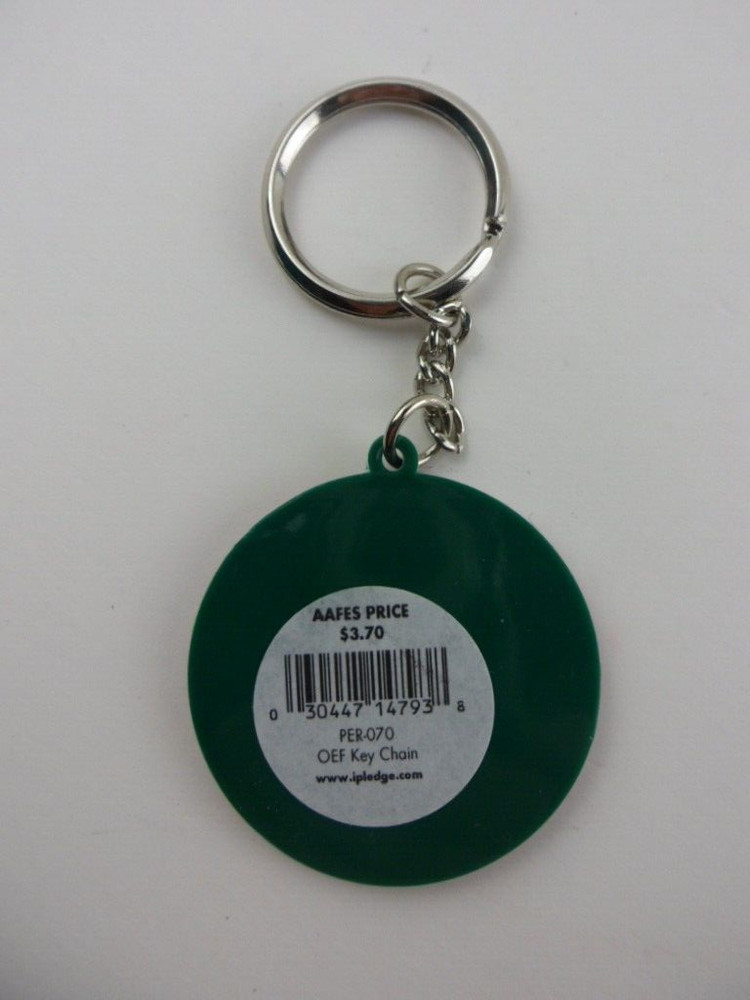 AAFES PRICE
$3.70
0 30447 14793 8
PER-070
OEF Key Chain
www.ipledge.com